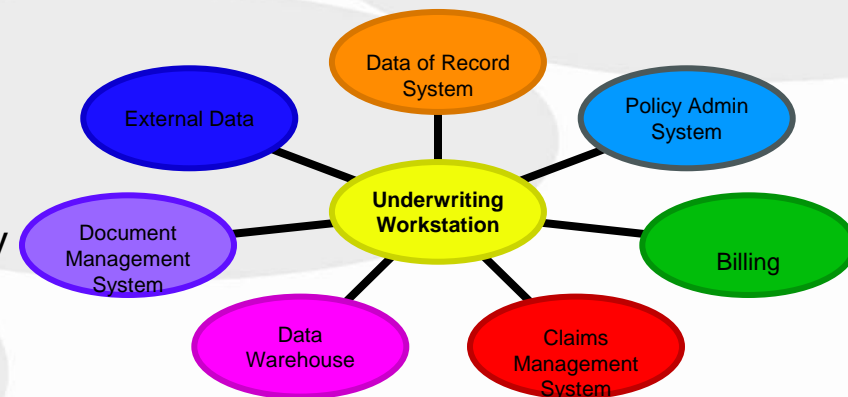 Data of Record
System
External Data
Policy Admin
System
Underwriting
Workstation
y
Document
Management
System
Billing
Data
Warehouse
Claims
Management
System